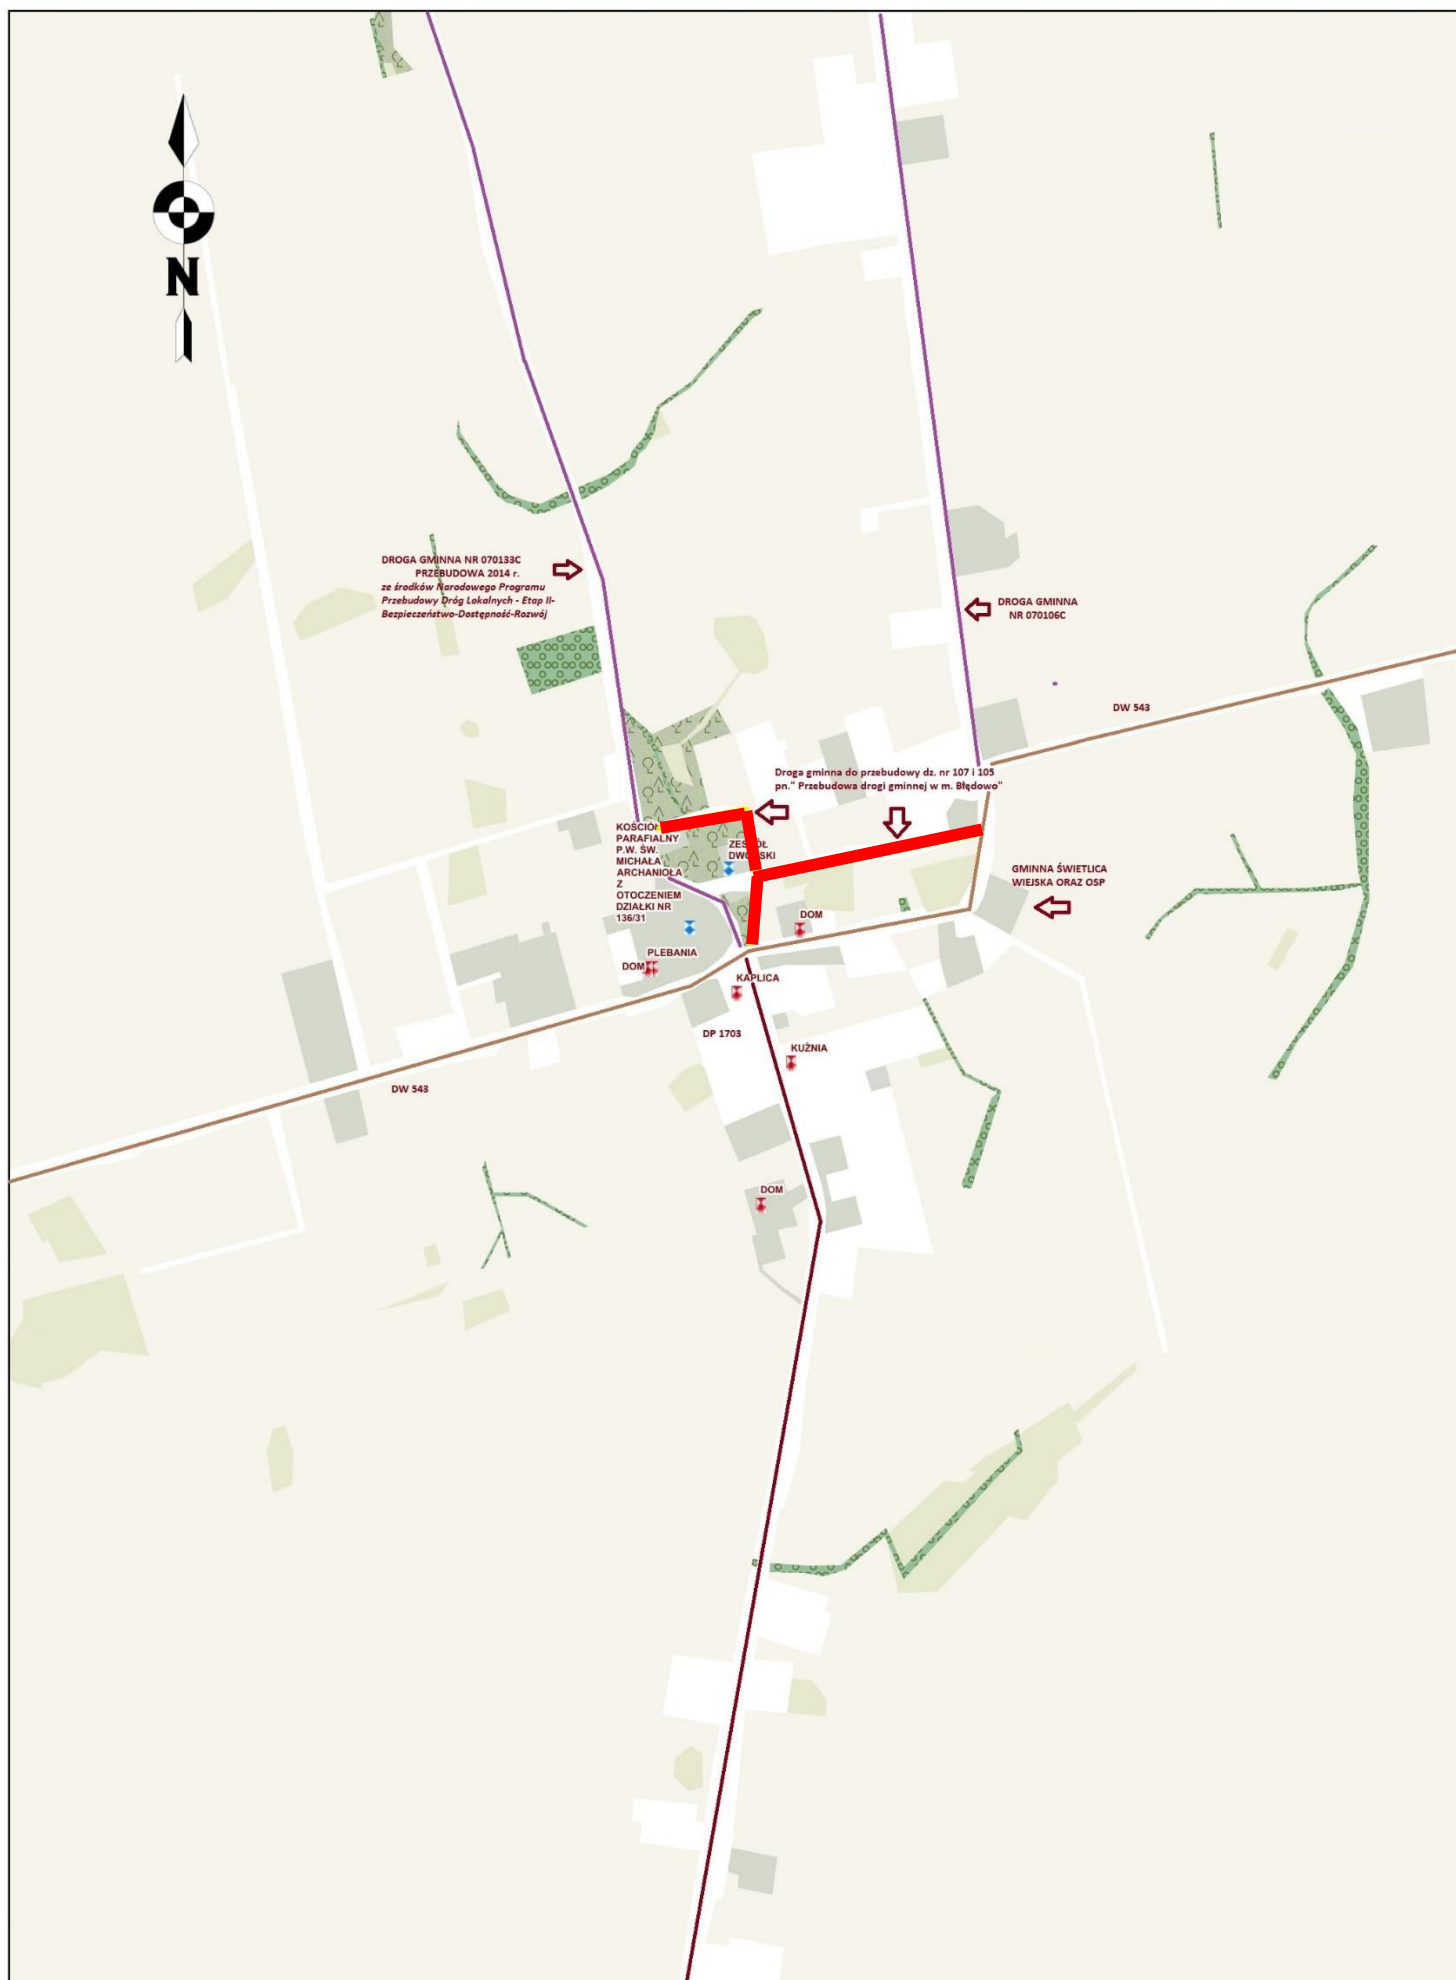 N
DROGA GMINNA NR 070133C
PRZEBUDOWA 2014 r.
ze środków Narodowego Programu
Przebudowy Dróg Lokalnych - Etap II-
Bezpieczeństwo-Dostępność-Rozwój
DROGA GMINNA
NR 070106C
DW 543
Droga gminna do przebudowy dz. nr 107 i 105
pn." Przebudowa drogi gminnej w m. Błędowo"
KOŚCIÓŁ
PARAFIALNY
P.W. ŚW.
MICHAŁA
ARCHANIOŁA
Z
OTOCZENIEM
DZIAŁKI NR
136/31
ZESPÓŁ
DWORSKI
GMINNA ŚWIETLICA
WIEJSKA ORAZ OSP
DOM
PLEBANIA
DOM
KAPLICA
DP 1703
KUŹNIA
DW 543
DOM